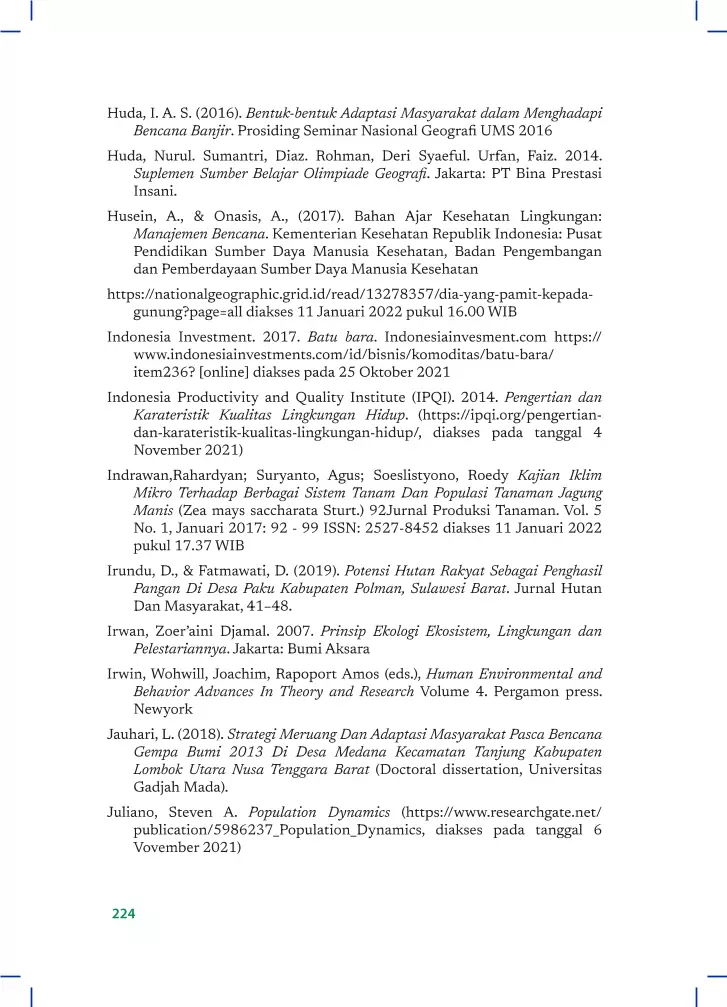 Huda, I. A. S. (2016). Bentuk-bentuk Adaptasi Masyarakat dalam Menghadapi
Bencana Banjir. Prosiding Seminar Nasional Geografi UMS 2016
Huda, Nurul. Sumantri, Diaz. Rohman, Deri Syaeful. Urfan, Faiz. 2014.
Suplemen Sumber Belajar Olimpiade Geografi. Jakarta: PT Bina Prestasi
Insani.
Husein, A., & Onasis, A., (2017). Bahan Ajar Kesehatan Lingkungan:
Manajemen Bencana. Kementerian Kesehatan Republik Indonesia: Pusat
Pendidikan Sumber Daya Manusia Kesehatan, Badan Pengembangan
dan Pemberdayaan Sumber Daya Manusia Kesehatan
https://nationalgeographic.grid.id/read/13278357/dia-yang-pamit-kepada-
gunung?page=all diakses 11 Januari 2022 pukul 16.00 WIB
Indonesia Investment. 2017. Batu bara. Indonesiainvesment.com https://
www.indonesiainvestments.com/id/bisnis/komoditas/batu-bara/
item236? [online] diakses pada 25 Oktober 2021
Indonesia Productivity and Quality Institute (IPQI). 2014. Pengertian dan
Karateristik Kualitas Lingkungan Hidup. (https://ipqi.org/pengertian-
dan-karateristik-kualitas-lingkungan-hidup/, diakses pada tanggal 4
November 2021)
Indrawan,Rahardyan; Suryanto, Agus; Soeslistyono, Roedy Kajian Iklim
Mikro Terhadap Berbagai Sistem Tanam Dan Populasi Tanaman Jagung
Manis (Zea mays saccharata Sturt.) 92Jurnal Produksi Tanaman. Vol. 5
No. 1, Januari 2017: 92 - 99 ISSN: 2527-8452 diakses 11 Januari 2022
pukul 17.37 WIB
Irundu, D., & Fatmawati, D. (2019). Potensi Hutan Rakyat Sebagai Penghasil
Pangan Di Desa Paku Kabupaten Polman, Sulawesi Barat. Jurnal Hutan
Dan Masyarakat, 41–48.
Irwan, Zoer’aini Djamal. 2007. Prinsip Ekologi Ekosistem, Lingkungan dan
Pelestariannya. Jakarta: Bumi Aksara
Irwin, Wohwill, Joachim, Rapoport Amos (eds.), Human Environmental and
Behavior Advances In Theory and Research Volume 4. Pergamon press.
Newyork
Jauhari, L. (2018). Strategi Meruang Dan Adaptasi Masyarakat Pasca Bencana
Gempa Bumi 2013 Di Desa Medana Kecamatan Tanjung Kabupaten
Lombok Utara Nusa Tenggara Barat (Doctoral dissertation, Universitas
Gadjah Mada).
Juliano, Steven A. Population Dynamics (https://www.researchgate.net/
publication/5986237_Population_Dynamics, diakses pada tanggal 6
Vovember 2021)
224